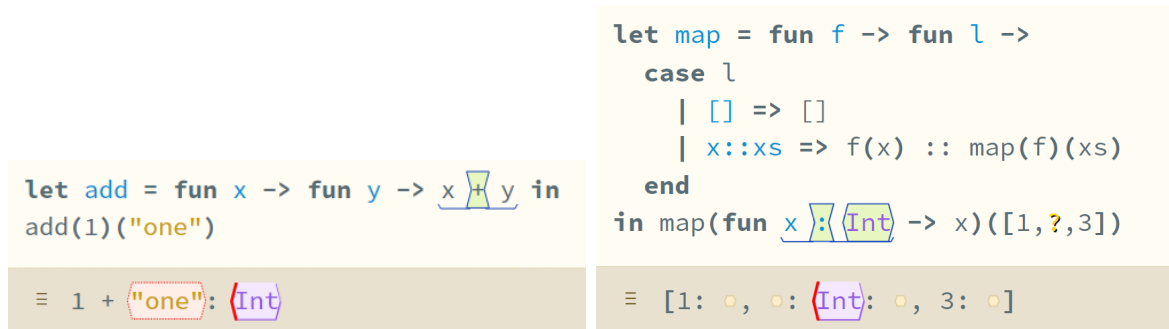 let add = fun x -> fun y -> x + y in
add(1)("one")
≡ 1 + "one": Int
let map = fun f -> fun l ->
case l
| [] => []
| x::xs => f(x) :: map(f)(xs)
end
in map(fun x : Int -> x)([1,?,3])
≡ [1: , : Int: , 3: ]